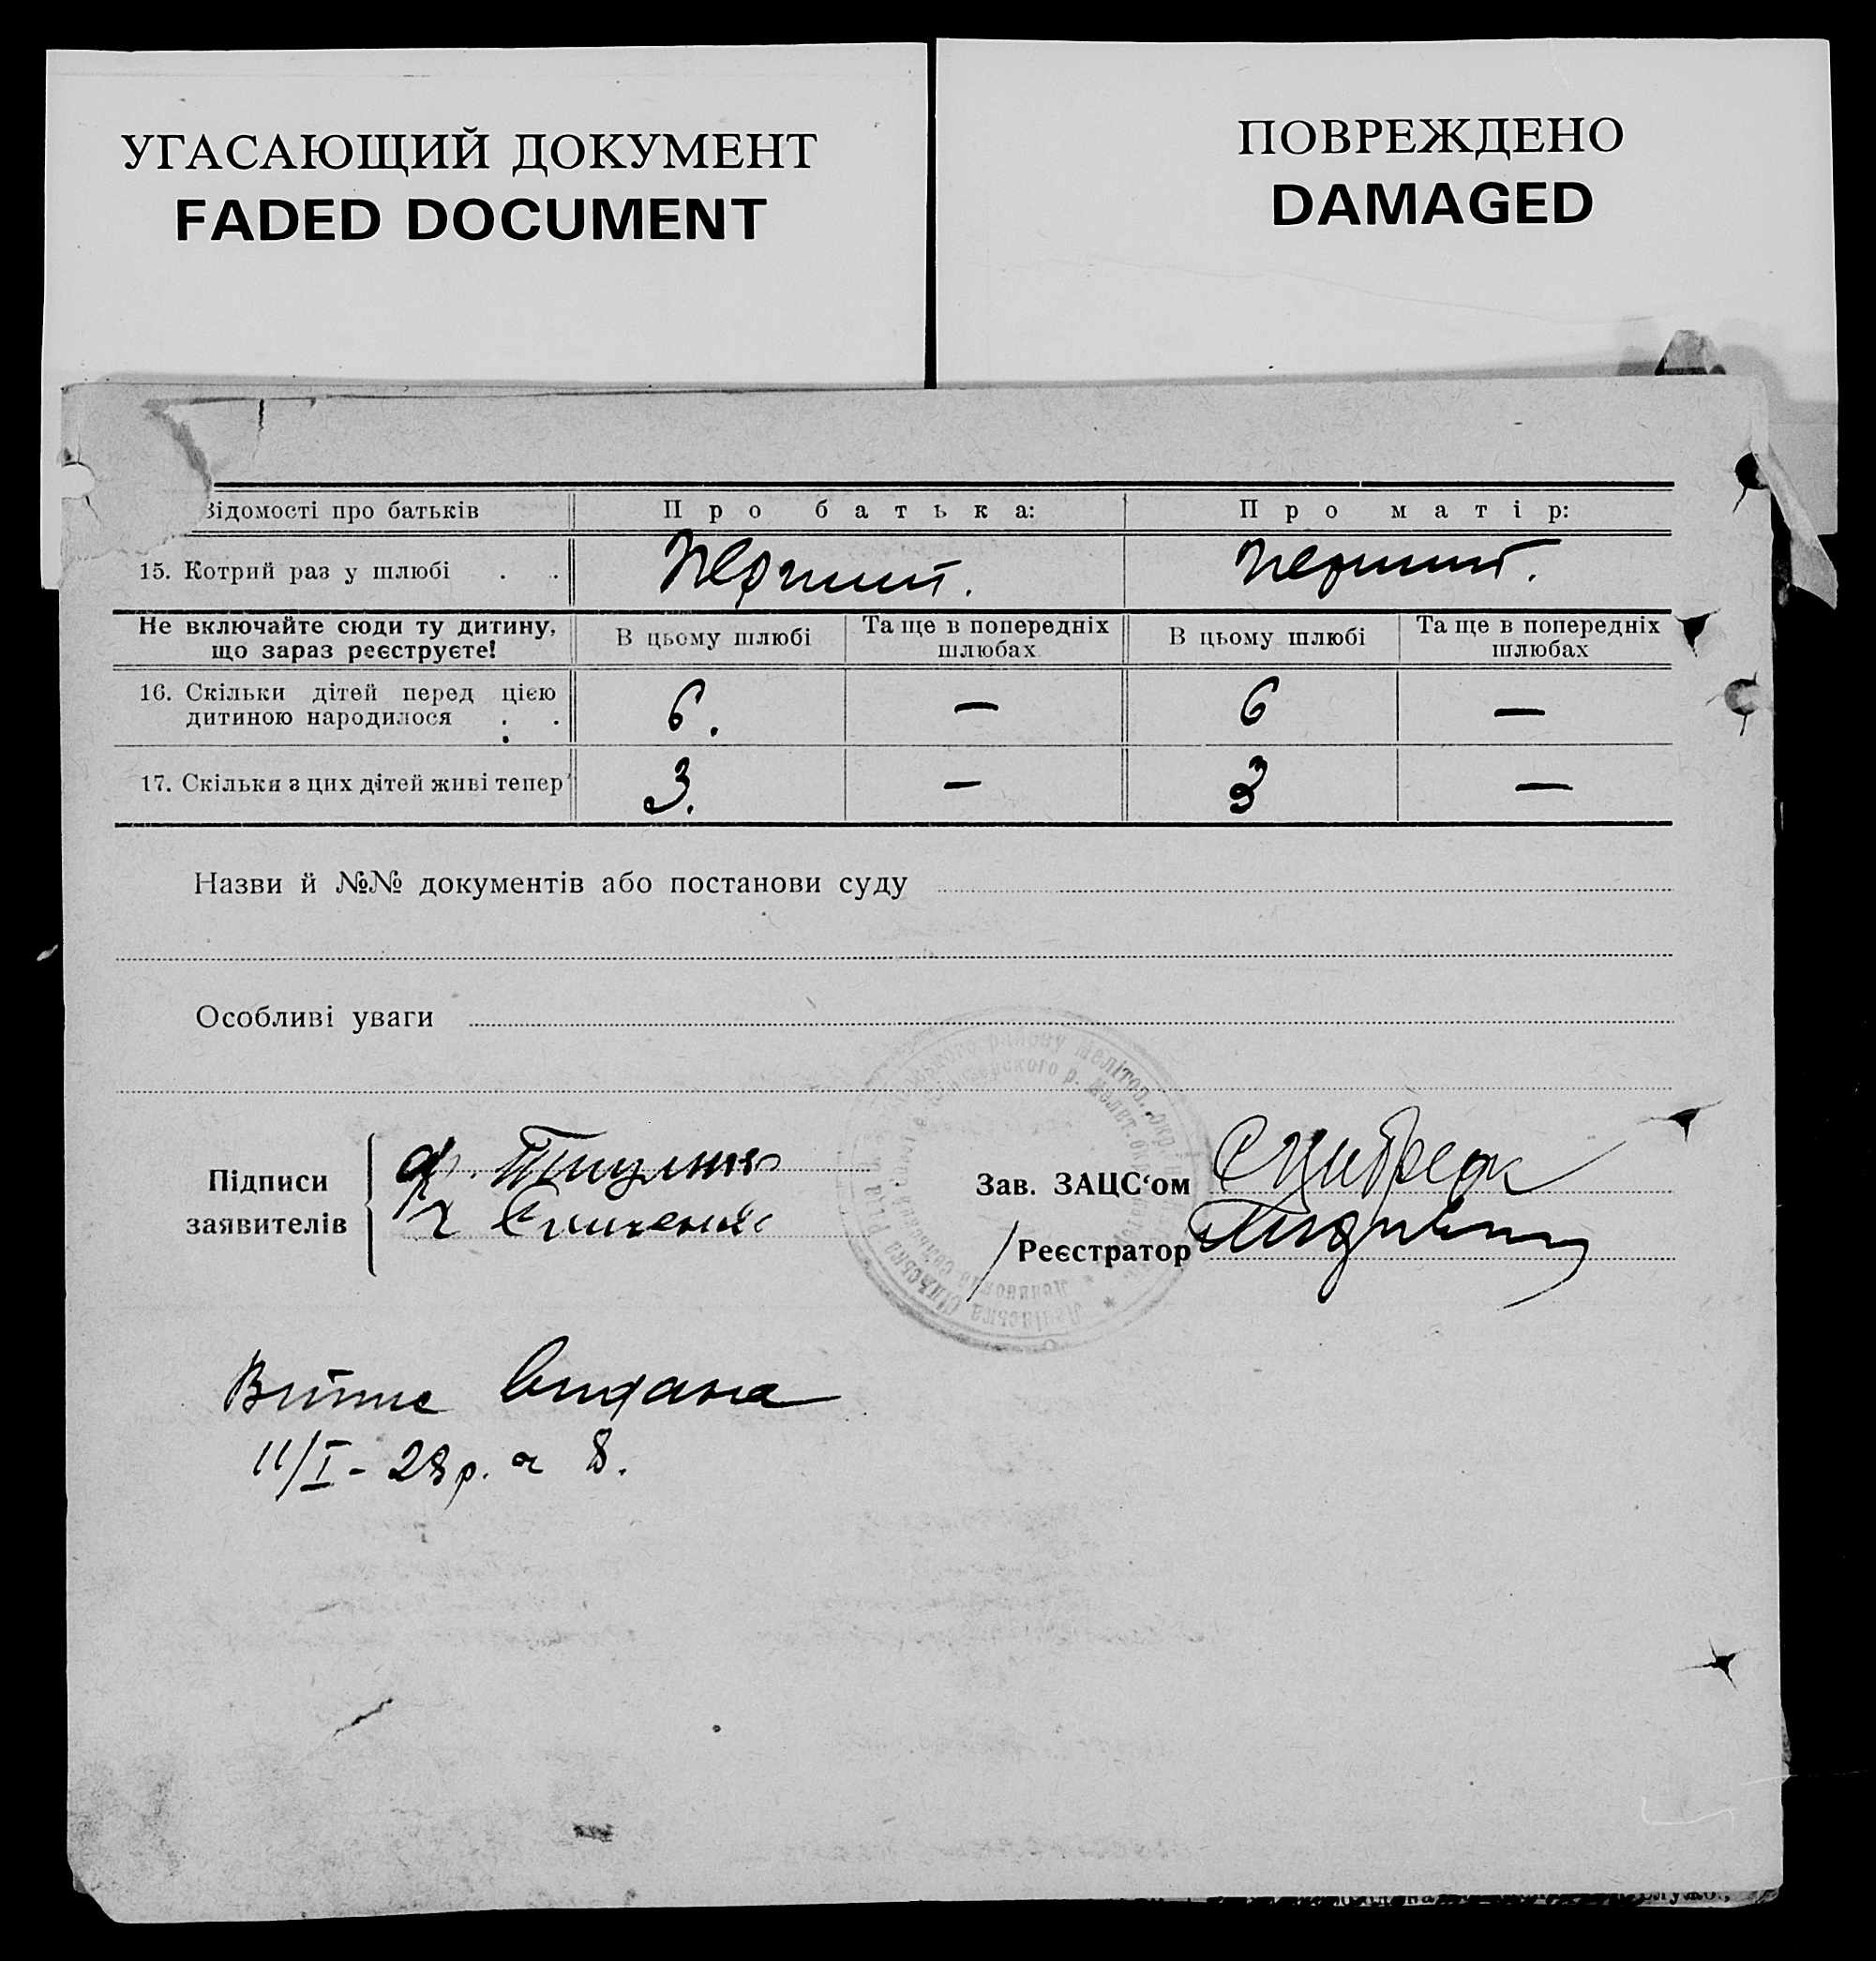 УГАСАЮЩИЙ ДОКУМЕНТ
FADED DOCUMENT
ПОВРЕЖДЕНО
DAMAGED
Відомості про батьків Про батька: Про матір:
15. Котрий раз у шлюбі . . Перший. Перший.
Не включайте сюди ту дитину, що зараз реєструєте! В цьому шлюбі Та ще в попередніх шлюбах В цьому шлюбі Та ще в попередніх шлюбах
16. Скільки дітей перед цією
дитиною народилося . . 6. — 6 —
17. Скільки з цих дітей живі тепер 3. — 3 —
Назви й №№ документів або постанови суду
Особливі уваги
Підписи
заявителів
Зав. ЗАЦС‘ом
Реєстратор
видана
11/I - 28 р. 8.